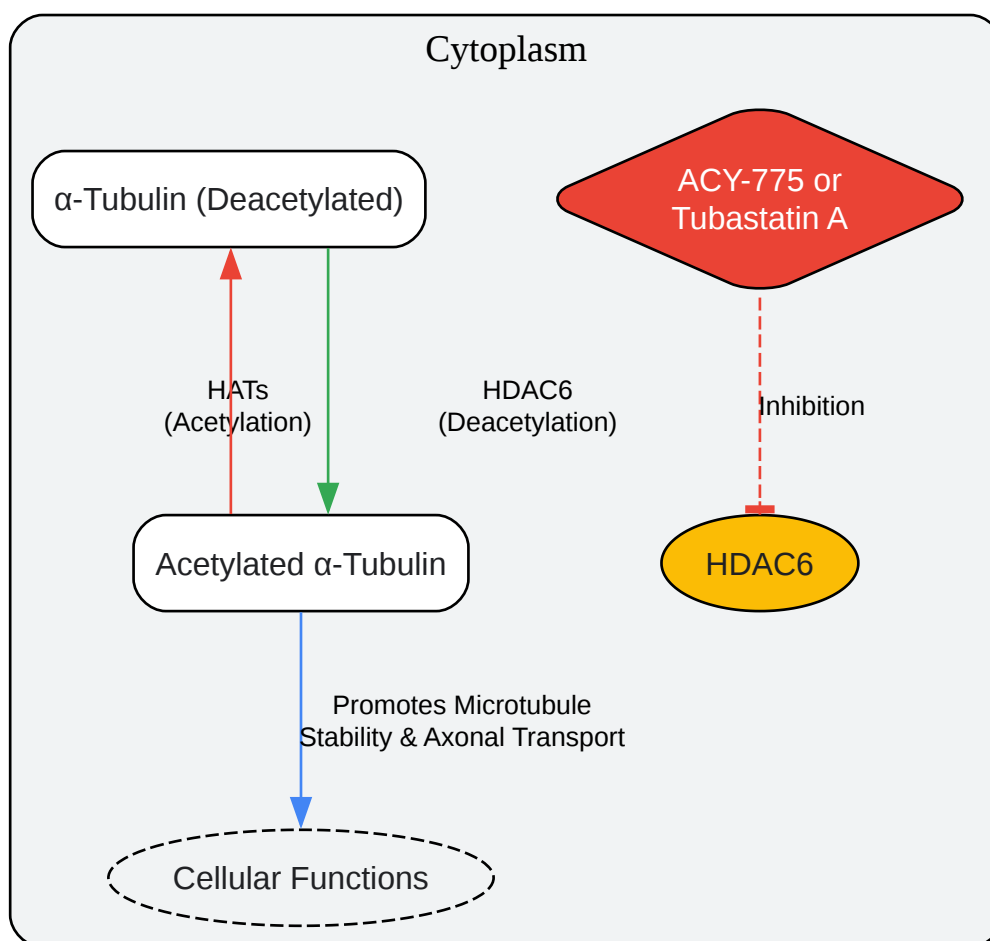 Cytoplasm
α-Tubulin (Deacetylated)
ACY-775 or
Tubastatin A
HATs
(Acetylation)
HDAC6
(Deacetylation)
Inhibition
Acetylated α-Tubulin
HDAC6
Promotes Microtubule
Stability & Axonal Transport
Cellular Functions